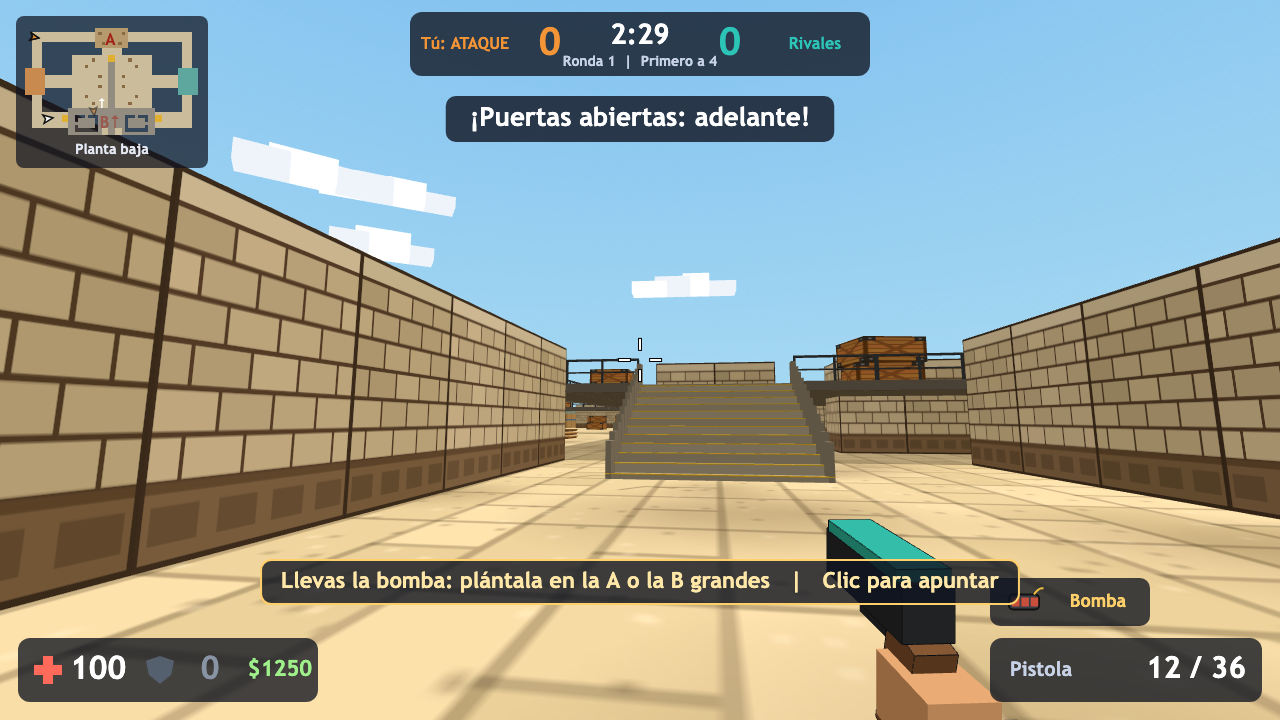 A
B
Planta baja
Tú: ATAQUE 0 2:29 0 Rivales
Ronda 1 | Primero a 4
¡Puertas abiertas: adelante!
Llevas la bomba: plántala en la A o la B grandes | Clic para apuntar
Bomba
100 0 $1250
Pistola 12 / 36